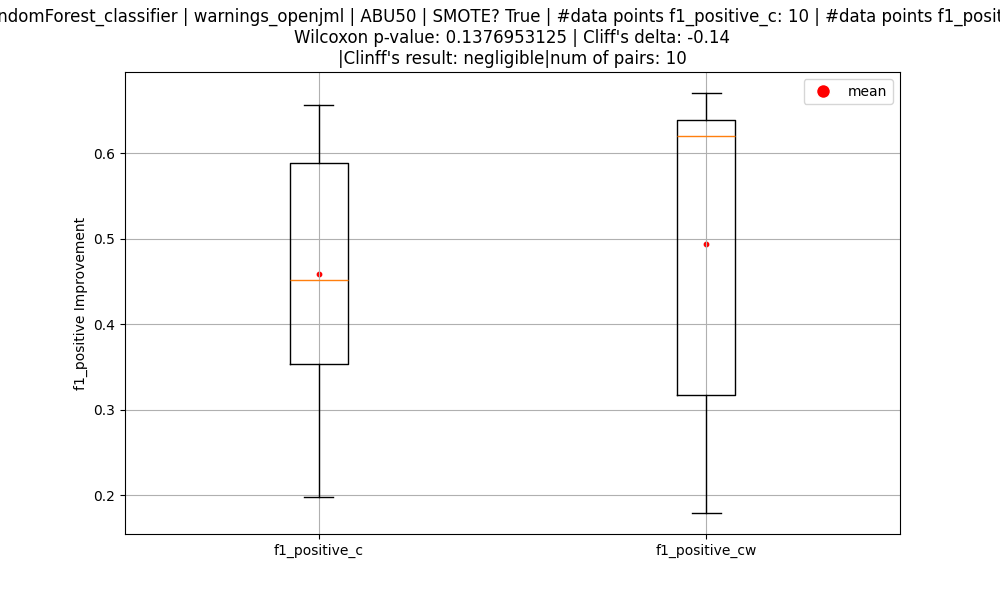 ndomForest_classifier | warnings_openjml | ABU50 | SMOTE? True | #data points f1_positive_c: 10 | #data points f1_posit
Wilcoxon p-value: 0.1376953125 | Cliff's delta: -0.14
|Clinff's result: negligible|num of pairs: 10
mean
f1_positive Improvement
0.6
0.5
0.4
0.3
0.2
f1_positive_c
f1_positive_cw